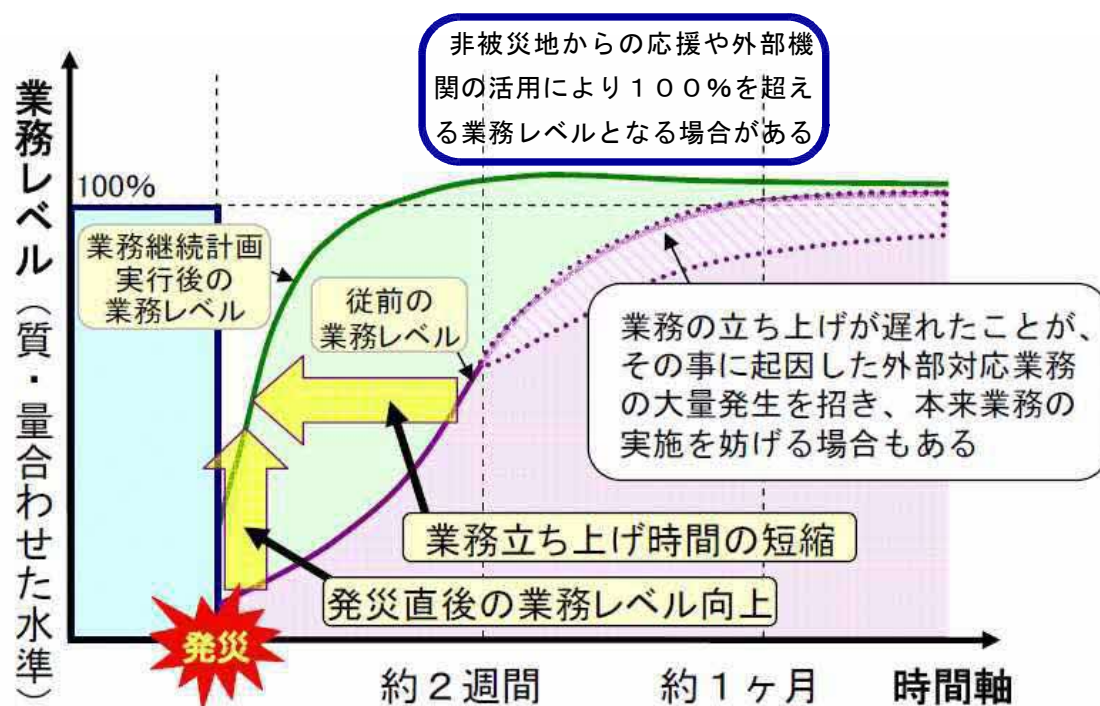 非被災地からの応援や外部機
関の活用により１００％を超え
る業務レベルとなる場合がある
業務レベル（質・量合わせた水準）
100%
業務継続計画
実行後の
業務レベル
従前の
業務レベル
業務の立ち上げが遅れたことが、
その事に起因した外部対応業務
の大量発生を招き、本来業務の
実施を妨げる場合もある
業務立ち上げ時間の短縮
発災直後の業務レベル向上
発災
約２週間
約１ヶ月
時間軸